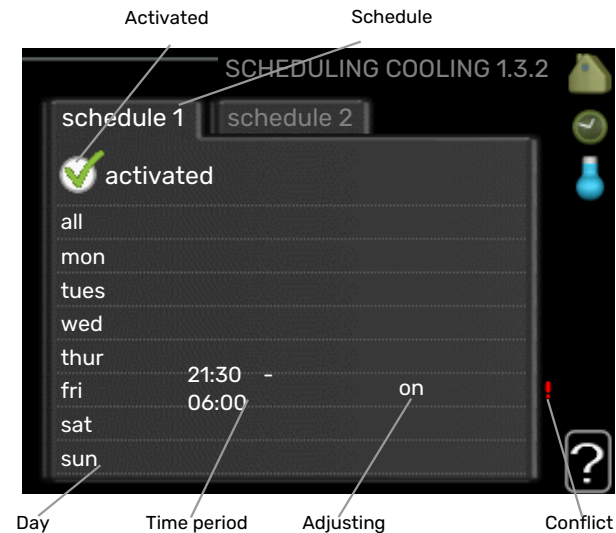 Activated
Schedule
SCHEDULING COOLING 1.3.2
schedule 1
schedule 2
activated
all
mon
tues
wed
thur
21:30 -
fri
on
!
06:00
sat
sun
?
Day
Time period
Adjusting
Conflict